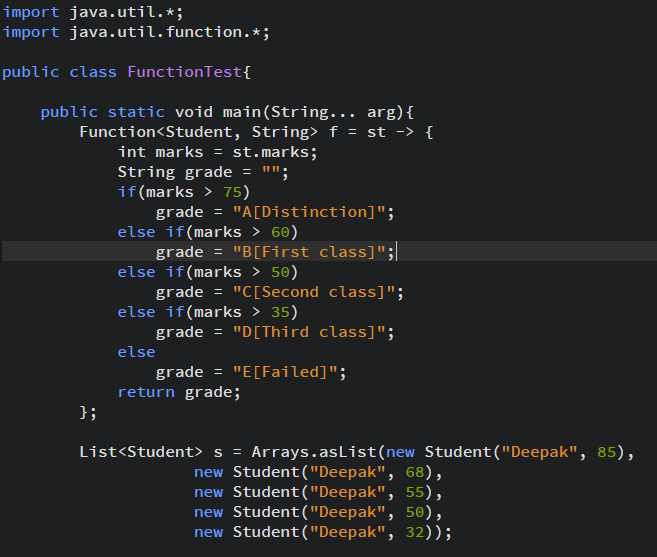 import java.util.*;
import java.util.function.*;
public class FunctionTest{
public static void main(String... arg){
Function<Student, String> f = st -> {
int marks = st.marks;
String grade = "";
if(marks > 75)
grade = "A[Distinction]";
else if(marks > 60)
grade = "B[First class]";
else if(marks > 50)
grade = "C[Second class]";
else if(marks > 35)
grade = "D[Third class]";
else
grade = "E[Failed]";
return grade;
};
List<Student> s = Arrays.asList(new Student("Deepak", 85),
new Student("Deepak", 68),
new Student("Deepak", 55),
new Student("Deepak", 50),
new Student("Deepak", 32));